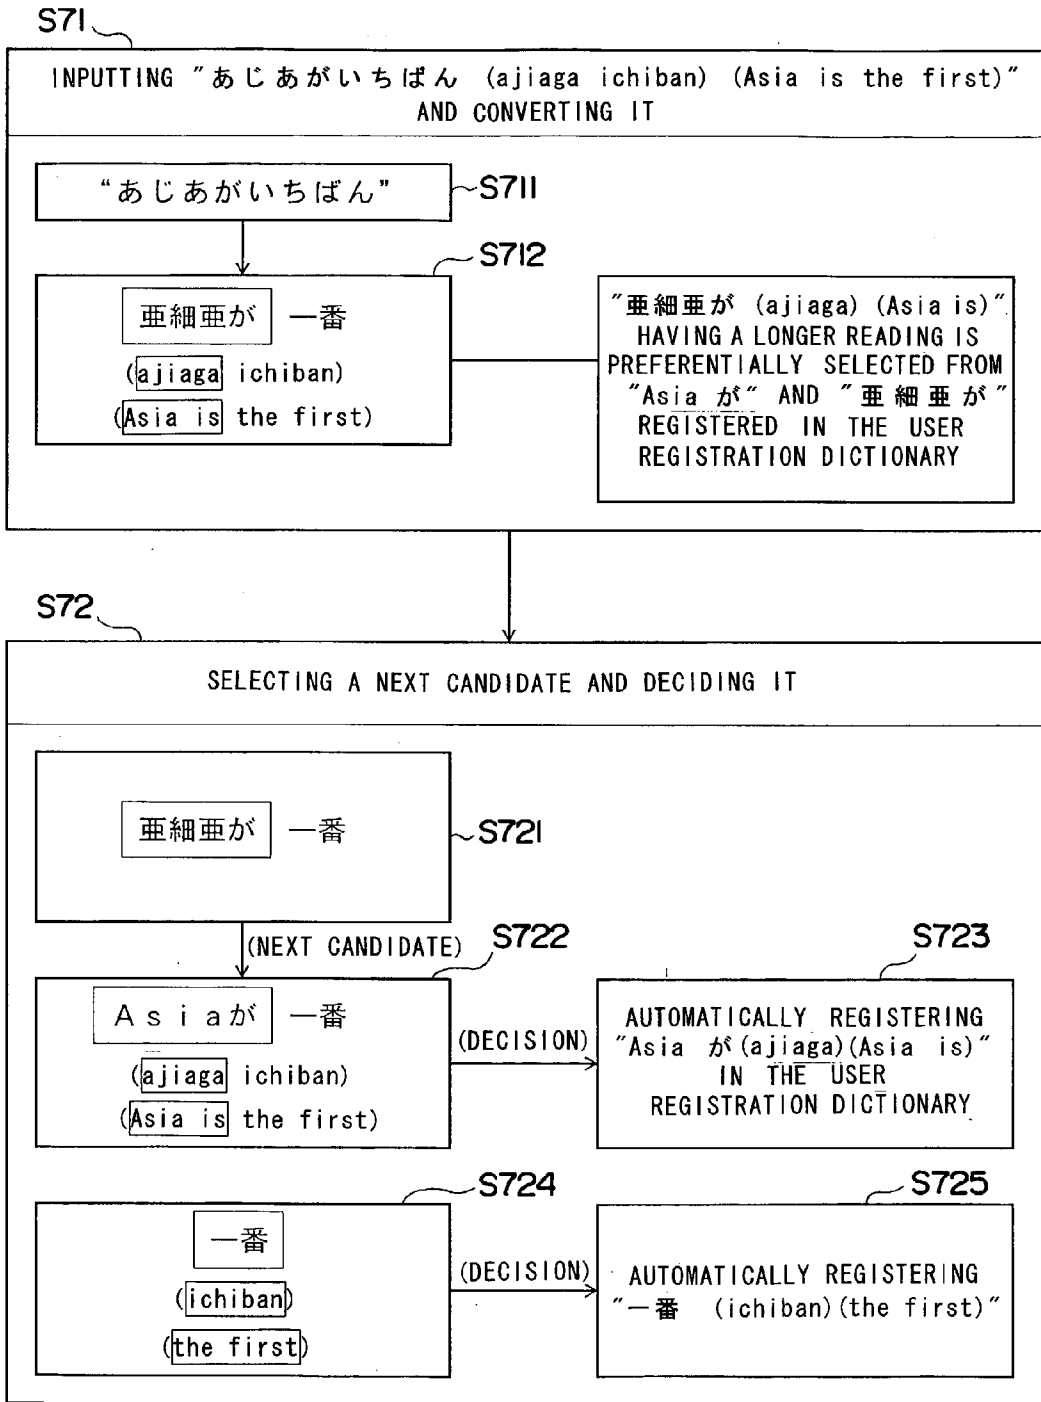 S71
INPUTTING "あじあがいちばん (ajiaga ichiban) (Asia is the first)"
AND CONVERTING IT
“あじあがいちばん”
S711
S712
亜細亜が 一番
(ajiaga ichiban)
(Asia is the first)
"亜細亜が (ajiaga) (Asia is)"
HAVING A LONGER READING IS
PREFERENTIALLY SELECTED FROM
"Asia が" AND "亜細亜が"
REGISTERED IN THE USER
REGISTRATION DICTIONARY
S72
SELECTING A NEXT CANDIDATE AND DECIDING IT
亜細亜が 一番
S721
(NEXT CANDIDATE)
S722
Asiaが 一番
(ajiaga ichiban)
(Asia is the first)
(DECISION)
S723
AUTOMATICALLY REGISTERING
"Asia が(ajiaga)(Asia is)"
IN THE USER
REGISTRATION DICTIONARY
S724
一番
(ichiban)
(the first)
(DECISION)
S725
AUTOMATICALLY REGISTERING
"一番 (ichiban)(the first)"